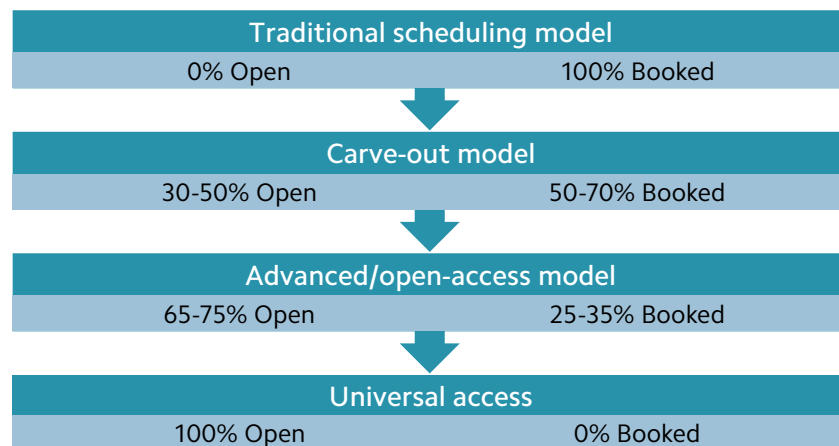 Traditional scheduling model
0% Open 100% Booked
Carve-out model
30-50% Open 50-70% Booked
Advanced/open-access model
65-75% Open 25-35% Booked
Universal access
100% Open 0% Booked